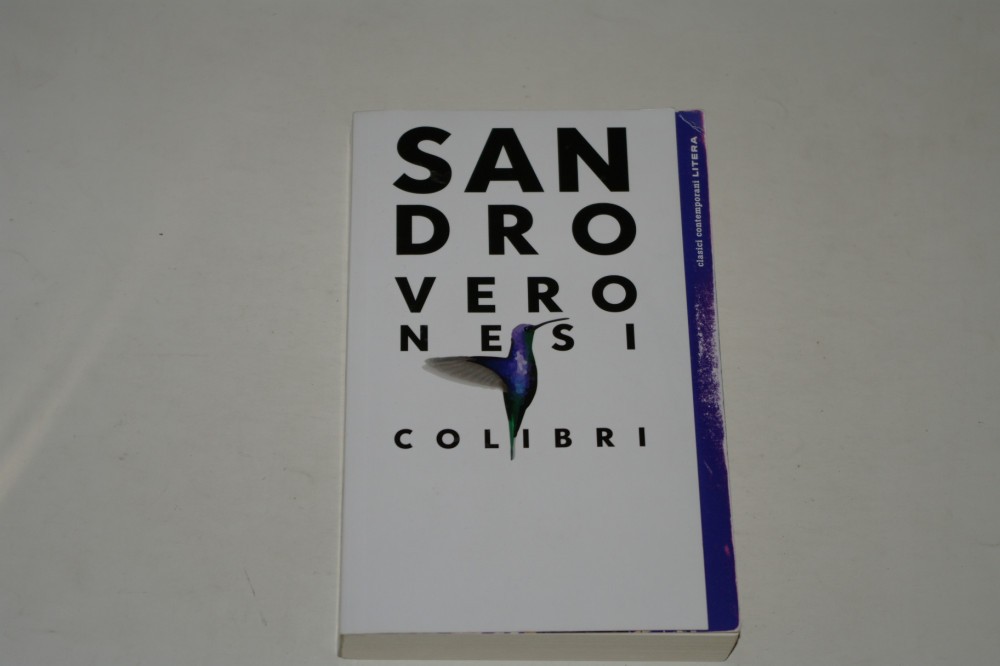 SAN
DRO
VERO
NESI
COLIBRI
clasici contemporani LITERA